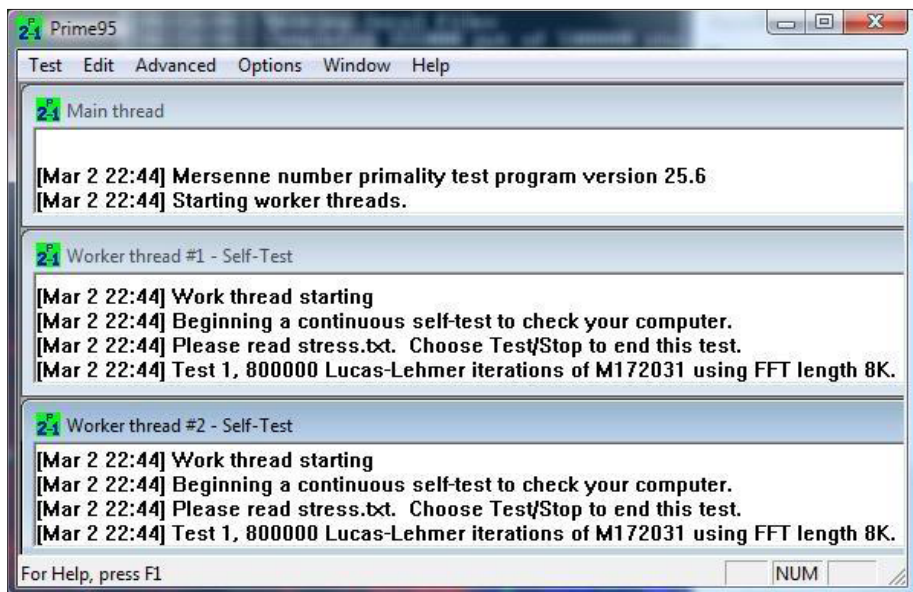 Prime95
Test Edit Advanced Options Window Help
Main thread
[Mar 2 22:44] Mersenne number primality test program version 25.6
[Mar 2 22:44] Starting worker threads.
Worker thread #1 - Self-Test
[Mar 2 22:44] Work thread starting
[Mar 2 22:44] Beginning a continuous self-test to check your computer.
[Mar 2 22:44] Please read stress.txt.  Choose Test/Stop to end this test.
[Mar 2 22:44] Test 1, 800000 Lucas-Lehmer iterations of M172031 using FFT length 8K.
Worker thread #2 - Self-Test
[Mar 2 22:44] Work thread starting
[Mar 2 22:44] Beginning a continuous self-test to check your computer.
[Mar 2 22:44] Please read stress.txt.  Choose Test/Stop to end this test.
[Mar 2 22:44] Test 1, 800000 Lucas-Lehmer iterations of M172031 using FFT length 8K.
For Help, press F1 NUM